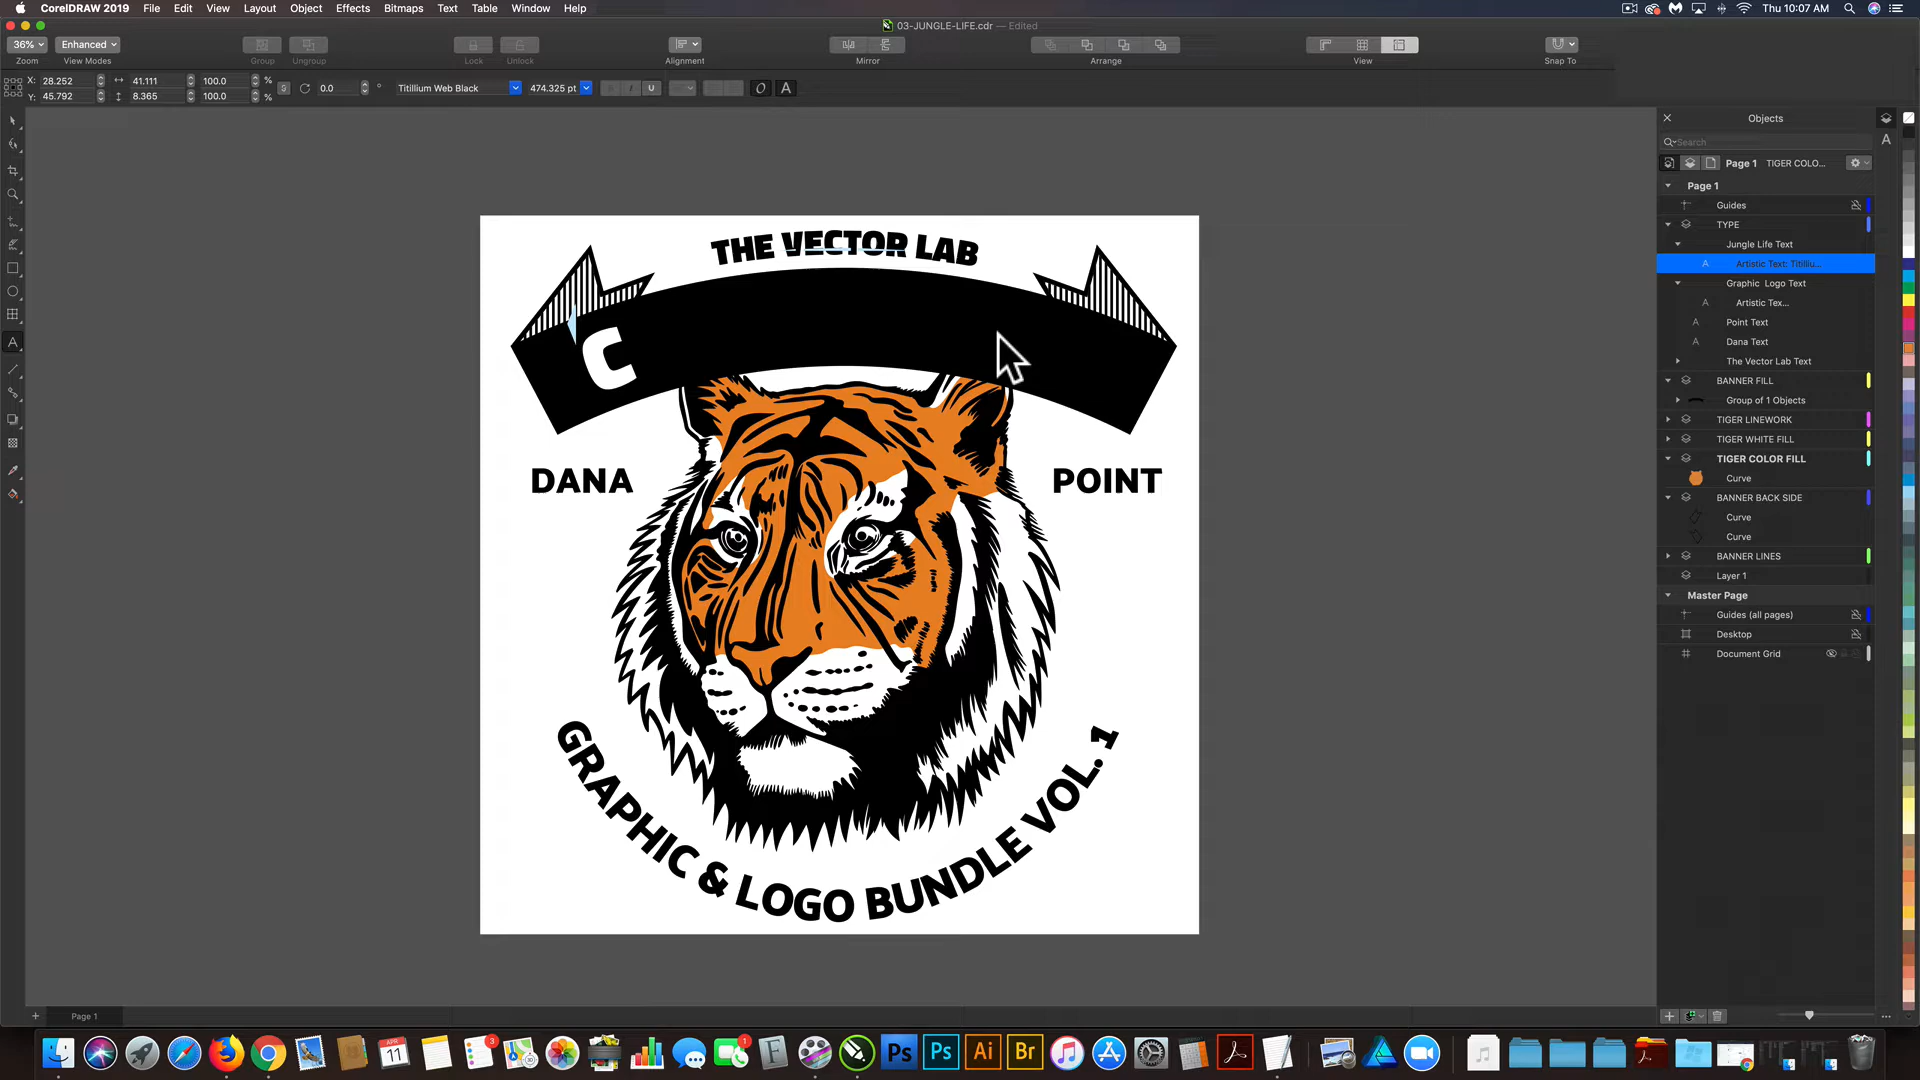 CorelDRAW 2019 File Edit View Layout Object Effects Bitmaps Text Table Window Help Thu 10:07 AM
03-JUNGLE-LIFE.cdr — Edited
36% Enhanced
Zoom View Modes Group Ungroup Lock Unlock Alignment Mirror Arrange View Snap To
X: 28.252 41.111 100.0 % 0.0 ° Titillium Web Black 474.325 pt U O A
Y: 45.792 8.365 100.0 %
Objects
Search
Page 1 TIGER COLO...
Page 1
Guides
TYPE
Jungle Life Text
Artistic Text: Titilliu...
Graphic Logo Text
Artistic Tex...
Point Text
Dana Text
The Vector Lab Text
BANNER FILL
Group of 1 Objects
TIGER LINEWORK
TIGER WHITE FILL
TIGER COLOR FILL
Curve
BANNER BACK SIDE
Curve
Curve
BANNER LINES
Layer 1
Master Page
Guides (all pages)
Desktop
Document Grid
THE VECTOR LAB
C
DANA POINT
GRAPHIC & LOGO BUNDLE VOL. 1
Page 1
APR
11
3
1
Ps Ps Ai Br